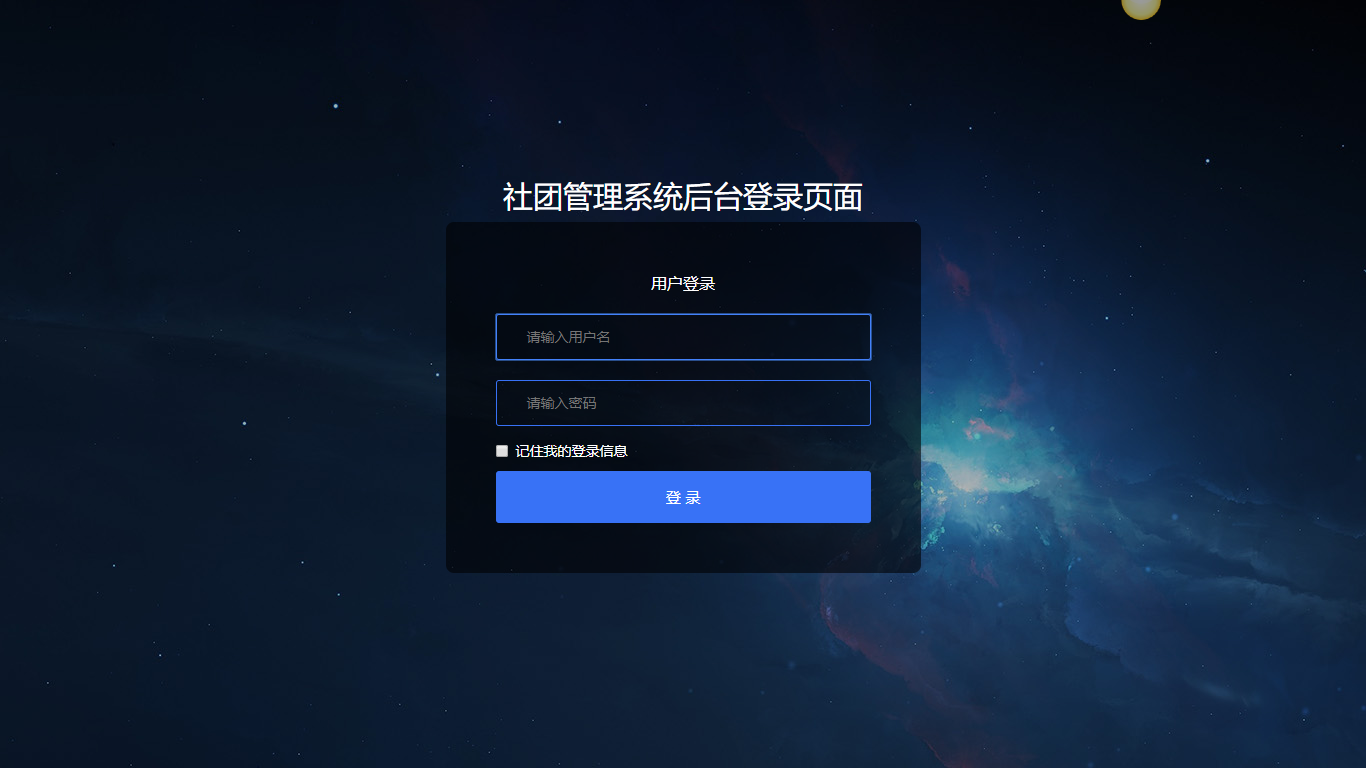 社团管理系统后台登录页面
用户登录
请输入用户名
请输入密码
记住我的登录信息
登 录